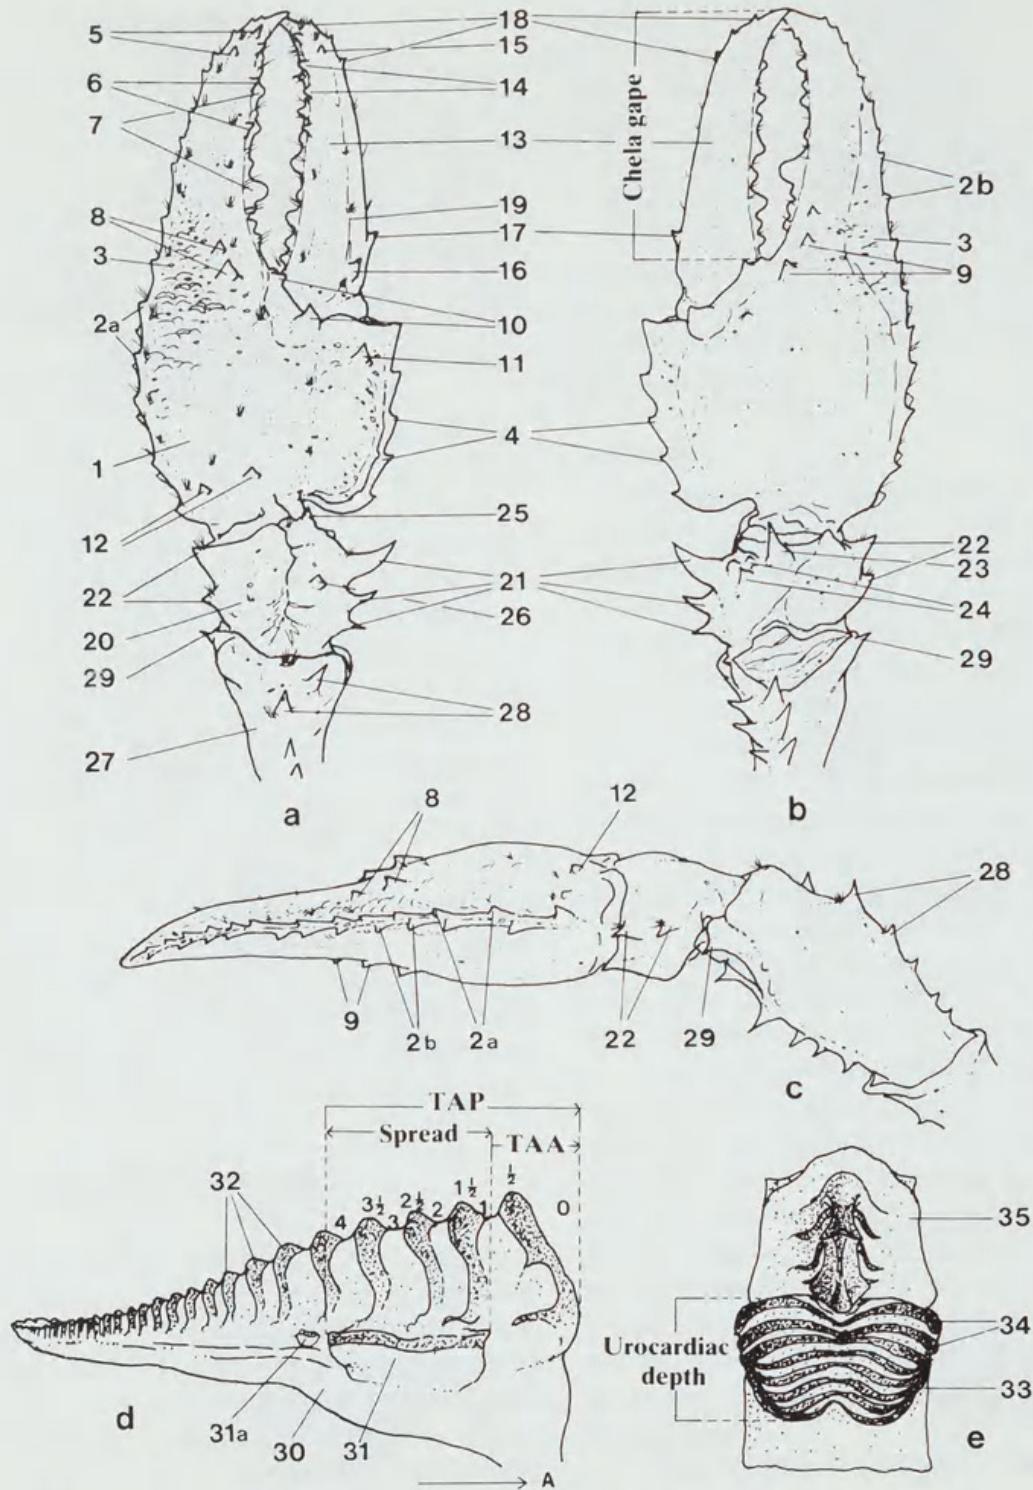 5 18
15
6 14
7 13 Chela gape
2b
8 19
3 17 3
16 9
2a 10
11
1 4
12 25
22 21 22
23
20 26 24
29 29
28
27
a b
8 12
28
9 2b 2a 22 29
c
TAP
Spread TAA
32 4 3½ 3 2½ 2 1½ 1 ½ 0
35
34
Urocardiac
depth
33
d 31a 30 31 e
A